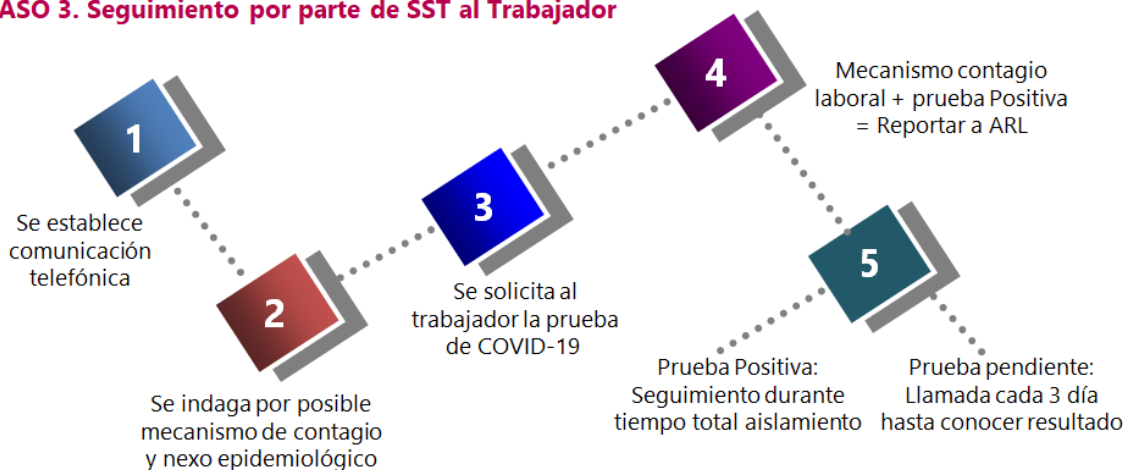 ASO 3. Seguimiento por parte de SST al Trabajador
1
Se establece
comunicación
telefónica
2
Se indaga por posible
mecanismo de contagio
y nexo epidemiológico
3
Se solicita al
trabajador la prueba
de COVID-19
4
Mecanismo contagio
laboral + prueba Positiva
= Reportar a ARL
5
Prueba Positiva:
Seguimiento durante
tiempo total aislamiento
Prueba pendiente:
Llamada cada 3 día
hasta conocer resultado